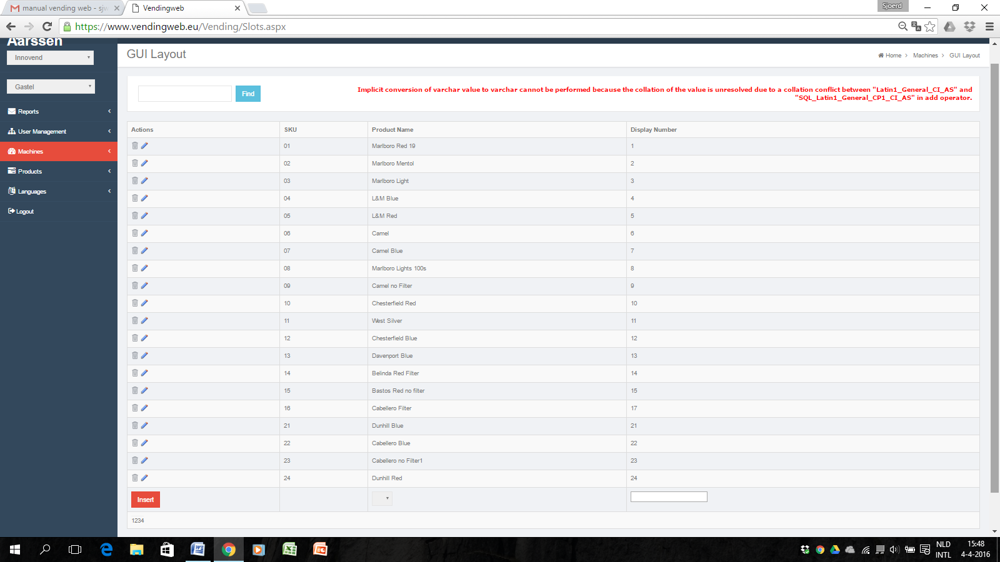 manual vending web - sjw
Vendingweb
Sjoerd
https://www.vendingweb.eu/Vending/Slots.aspx
Aarssen
Innovend
Gastel
Reports
User Management
Machines
Products
Languages
Logout
GUI Layout
Home > Machines > GUI Layout
Find
Implicit conversion of varchar value to varchar cannot be performed because the collation of the value is unresolved due to a collation conflict between "Latin1_General_CI_AS" and
"SQL_Latin1_General_CP1_CI_AS" in add operator.
Actions SKU Product Name Display Number
01 Marlboro Red 19 1
02 Marlboro Mentol 2
03 Marlboro Light 3
04 L&M Blue 4
05 L&M Red 5
06 Camel 6
07 Camel Blue 7
08 Marlboro Lights 100s 8
09 Camel no Filter 9
10 Chesterfield Red 10
11 West Silver 11
12 Chesterfield Blue 12
13 Davenport Blue 13
14 Belinda Red Filter 14
15 Bastos Red no filter 15
16 Cabellero Filter 17
21 Dunhill Blue 21
22 Cabellero Blue 22
23 Cabellero no Filter1 23
24 Dunhill Red 24
Insert
1234
NLD 15:48
INTL 4-4-2016